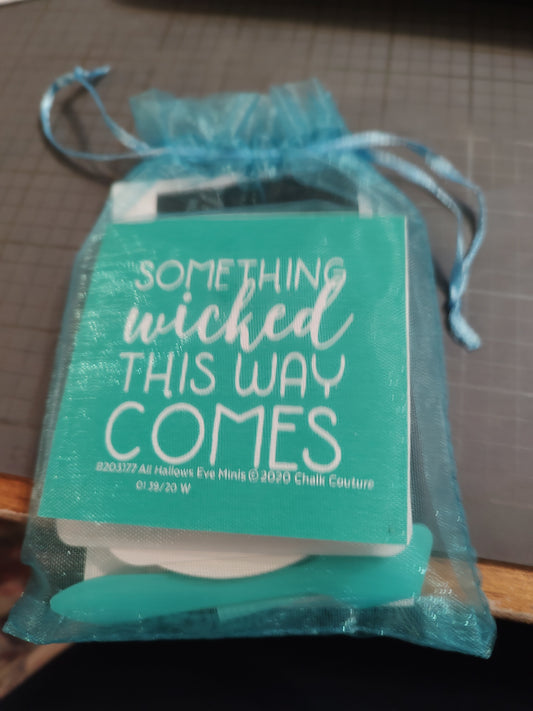 SOMETHING
wicked
THIS WAY
COMES
B203177 All Hallows Eve Minis © 2020 Chalk Couture
01 39/20 W